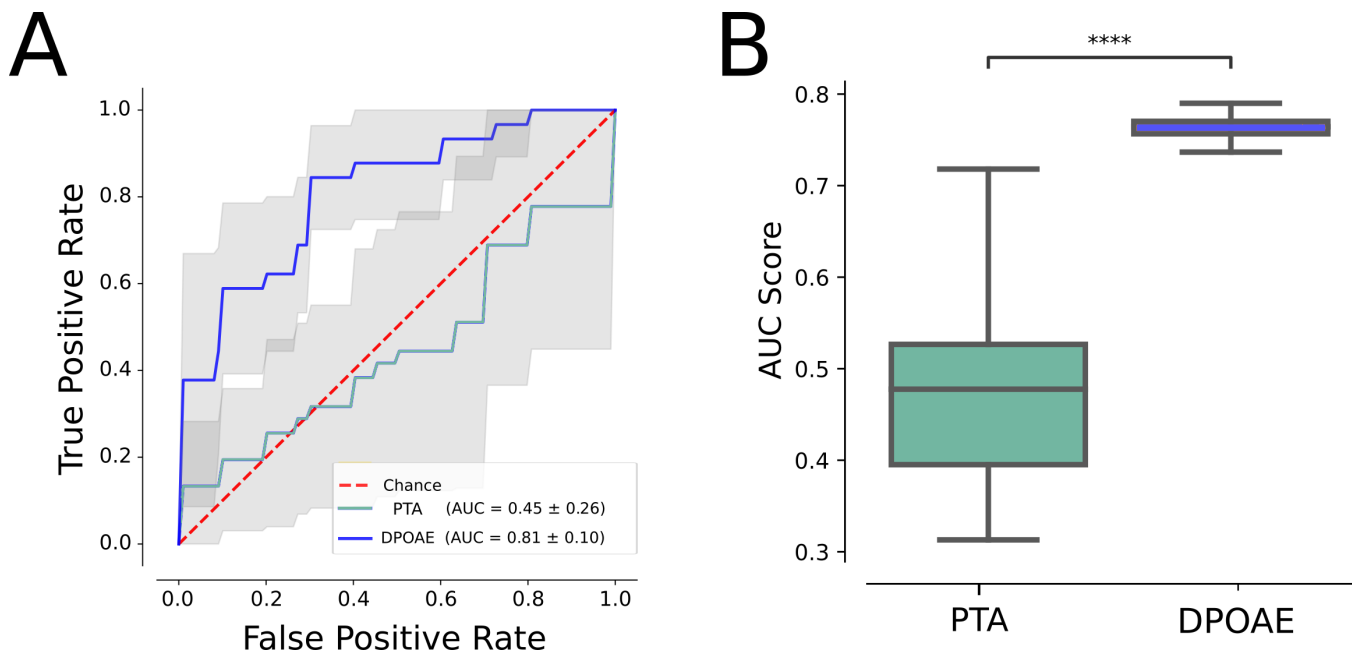 A
True Positive Rate
1.0
0.8
0.6
0.4
0.2
0.0
Chance
PTA (AUC = 0.45 ± 0.26)
DPOAE (AUC = 0.81 ± 0.10)
0.0 0.2 0.4 0.6 0.8 1.0
False Positive Rate
B
****
AUC Score
0.8
0.7
0.6
0.5
0.4
0.3
PTA DPOAE